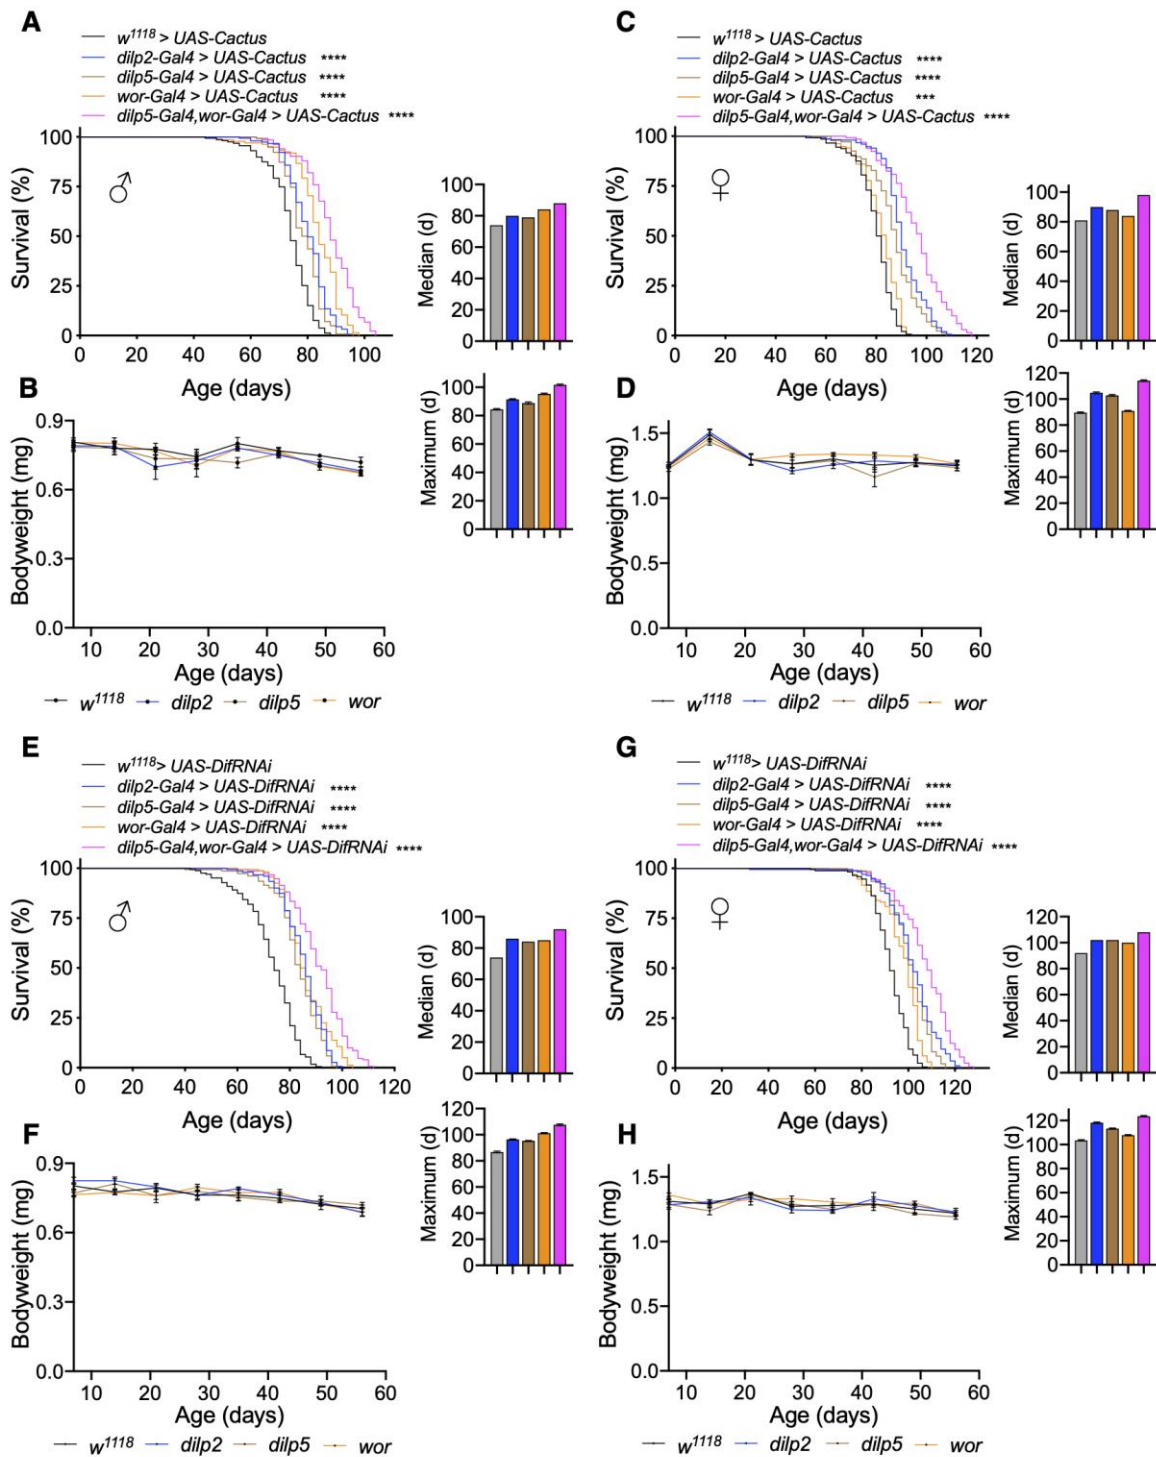 A
w¹¹¹⁸ > UAS-Cactus
dilp2-Gal4 > UAS-Cactus ****
dilp5-Gal4 > UAS-Cactus ****
wor-Gal4 > UAS-Cactus ****
dilp5-Gal4,wor-Gal4 > UAS-Cactus ****
Survival (%)
100
75
50
25
0
♂
0 20 40 60 80 100
Age (days)
Median (d)
100
80
60
40
20
0
Maximum (d)
100
80
60
40
20
0
B
Bodyweight (mg)
0.9
0.6
0.3
0.0
10 20 30 40 50 60
Age (days)
w¹¹¹⁸ dilp2 dilp5 wor
C
w¹¹¹⁸ > UAS-Cactus
dilp2-Gal4 > UAS-Cactus ****
dilp5-Gal4 > UAS-Cactus ****
wor-Gal4 > UAS-Cactus ***
dilp5-Gal4,wor-Gal4 > UAS-Cactus ****
Survival (%)
100
75
50
25
0
♀
0 20 40 60 80 100 120
Age (days)
Median (d)
100
80
60
40
20
0
Maximum (d)
120
100
80
60
40
20
0
D
Bodyweight (mg)
1.5
1.0
0.5
0.0
10 20 30 40 50 60
Age (days)
w¹¹¹⁸ dilp2 dilp5 wor
E
w¹¹¹⁸> UAS-DifRNAi
dilp2-Gal4 > UAS-DifRNAi ****
dilp5-Gal4 > UAS-DifRNAi ****
wor-Gal4 > UAS-DifRNAi ****
dilp5-Gal4,wor-Gal4 > UAS-DifRNAi ****
Survival (%)
100
75
50
25
0
♂
0 20 40 60 80 100 120
Age (days)
Median (d)
100
80
60
40
20
0
Maximum (d)
120
100
80
60
40
20
0
F
Bodyweight (mg)
0.9
0.6
0.3
0.0
10 20 30 40 50 60
Age (days)
w¹¹¹⁸ dilp2 dilp5 wor
G
w¹¹¹⁸> UAS-DifRNAi
dilp2-Gal4 > UAS-DifRNAi ****
dilp5-Gal4 > UAS-DifRNAi ****
wor-Gal4 > UAS-DifRNAi ****
dilp5-Gal4,wor-Gal4 > UAS-DifRNAi ****
Survival (%)
100
75
50
25
0
♀
0 20 40 60 80 100 120
Age (days)
Median (d)
120
100
80
60
40
20
0
Maximum (d)
120
100
80
60
40
20
0
H
Bodyweight (mg)
1.5
1.0
0.5
0.0
10 20 30 40 50 60
Age (days)
w¹¹¹⁸ dilp2 dilp5 wor